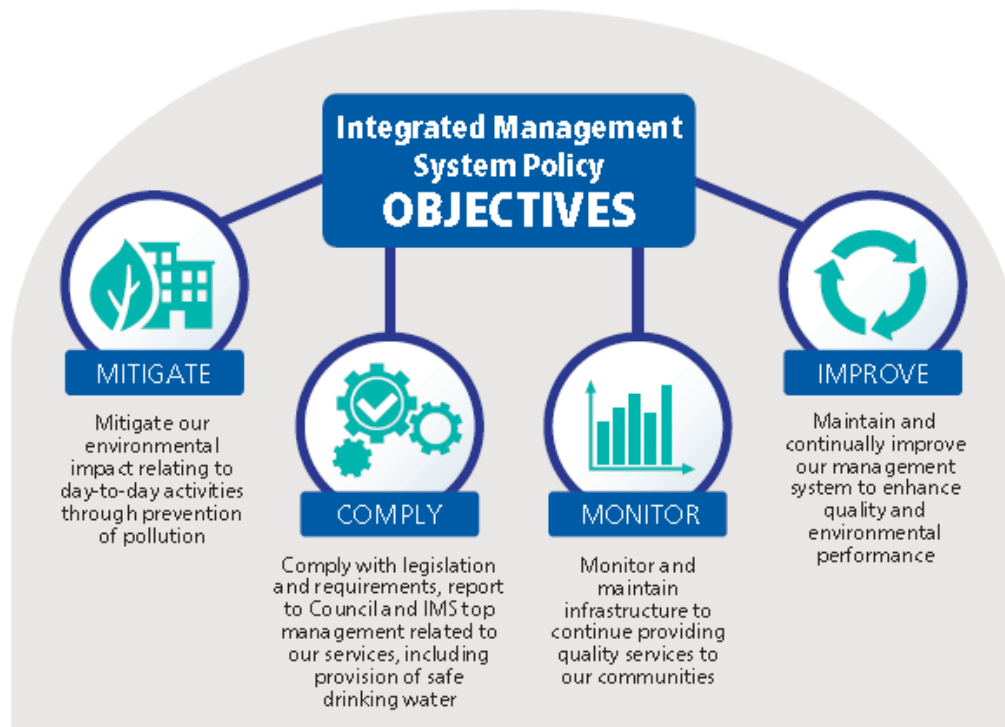 Integrated Management
System Policy
OBJECTIVES
MITIGATE
Mitigate our
environmental
impact relating to
day-to-day activities
through prevention
of pollution
COMPLY
Comply with legislation
and requirements, report
to Council and IMS top
management related to
our services, including
provision of safe
drinking water
MONITOR
Monitor and
maintain
infrastructure to
continue providing
quality services to
our communities
IMPROVE
Maintain and
continually improve
our management
system to enhance
quality and
environmental
performance